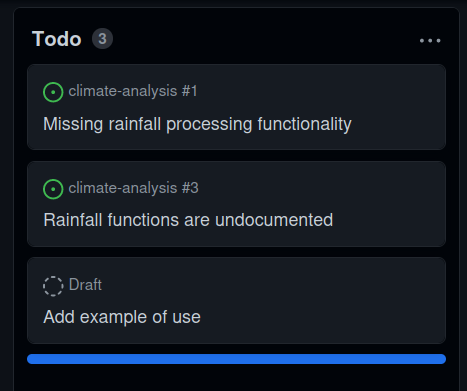 Todo 3
climate-analysis #1
Missing rainfall processing functionality
climate-analysis #3
Rainfall functions are undocumented
Draft
Add example of use